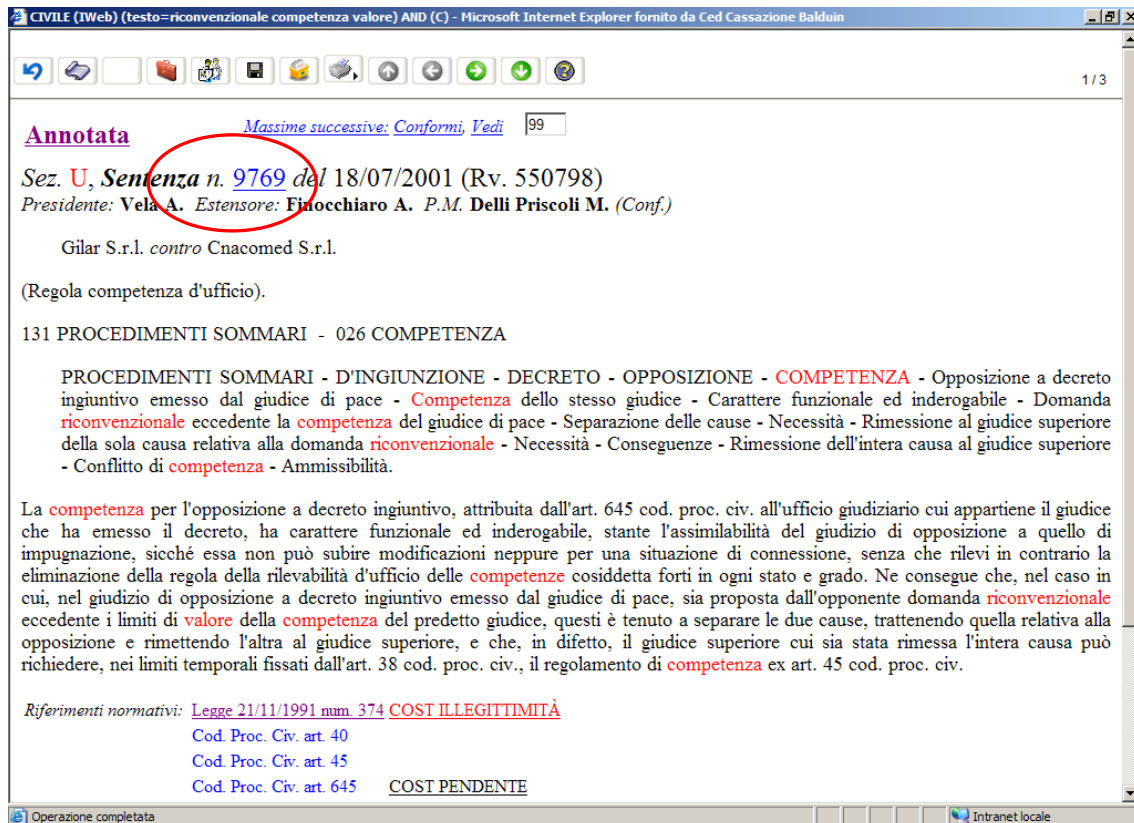 CIVILE (IWeb) (testo=riconvenzionale competenza valore) AND (C) - Microsoft Internet Explorer fornito da Ced Cassazione Balduin
1 / 3
Annotata
Massime successive: Conformi, Vedi 99
Sez. U, Sentenza n. 9769 del 18/07/2001 (Rv. 550798)
Presidente: Vela A. Estensore: Finocchiaro A. P.M. Delli Priscoli M. (Conf.)
Gilar S.r.l. contro Cnacomed S.r.l.
(Regola competenza d'ufficio).
131 PROCEDIMENTI SOMMARI - 026 COMPETENZA
PROCEDIMENTI SOMMARI - D'INGIUNZIONE - DECRETO - OPPOSIZIONE - COMPETENZA - Opposizione a decreto
ingiuntivo emesso dal giudice di pace - Competenza dello stesso giudice - Carattere funzionale ed inderogabile - Domanda
riconvenzionale eccedente la competenza del giudice di pace - Separazione delle cause - Necessità - Rimessione al giudice superiore
della sola causa relativa alla domanda riconvenzionale - Necessità - Conseguenze - Rimessione dell'intera causa al giudice superiore
- Conflitto di competenza - Ammissibilità.
La competenza per l'opposizione a decreto ingiuntivo, attribuita dall'art. 645 cod. proc. civ. all'ufficio giudiziario cui appartiene il giudice
che ha emesso il decreto, ha carattere funzionale ed inderogabile, stante l'assimilabilità del giudizio di opposizione a quello di
impugnazione, sicché essa non può subire modificazioni neppure per una situazione di connessione, senza che rilevi in contrario la
eliminazione della regola della rilevabilità d'ufficio delle competenze cosiddetta forti in ogni stato e grado. Ne consegue che, nel caso in
cui, nel giudizio di opposizione a decreto ingiuntivo emesso dal giudice di pace, sia proposta dall'opponente domanda riconvenzionale
eccedente i limiti di valore della competenza del predetto giudice, questi è tenuto a separare le due cause, trattenendo quella relativa alla
opposizione e rimettendo l'altra al giudice superiore, e che, in difetto, il giudice superiore cui sia stata rimessa l'intera causa può
richiedere, nei limiti temporali fissati dall'art. 38 cod. proc. civ., il regolamento di competenza ex art. 45 cod. proc. civ.
Riferimenti normativi: Legge 21/11/1991 num. 374 COST ILLEGITTIMITÀ
Cod. Proc. Civ. art. 40
Cod. Proc. Civ. art. 45
Cod. Proc. Civ. art. 645 COST PENDENTE
Operazione completata
Intranet locale